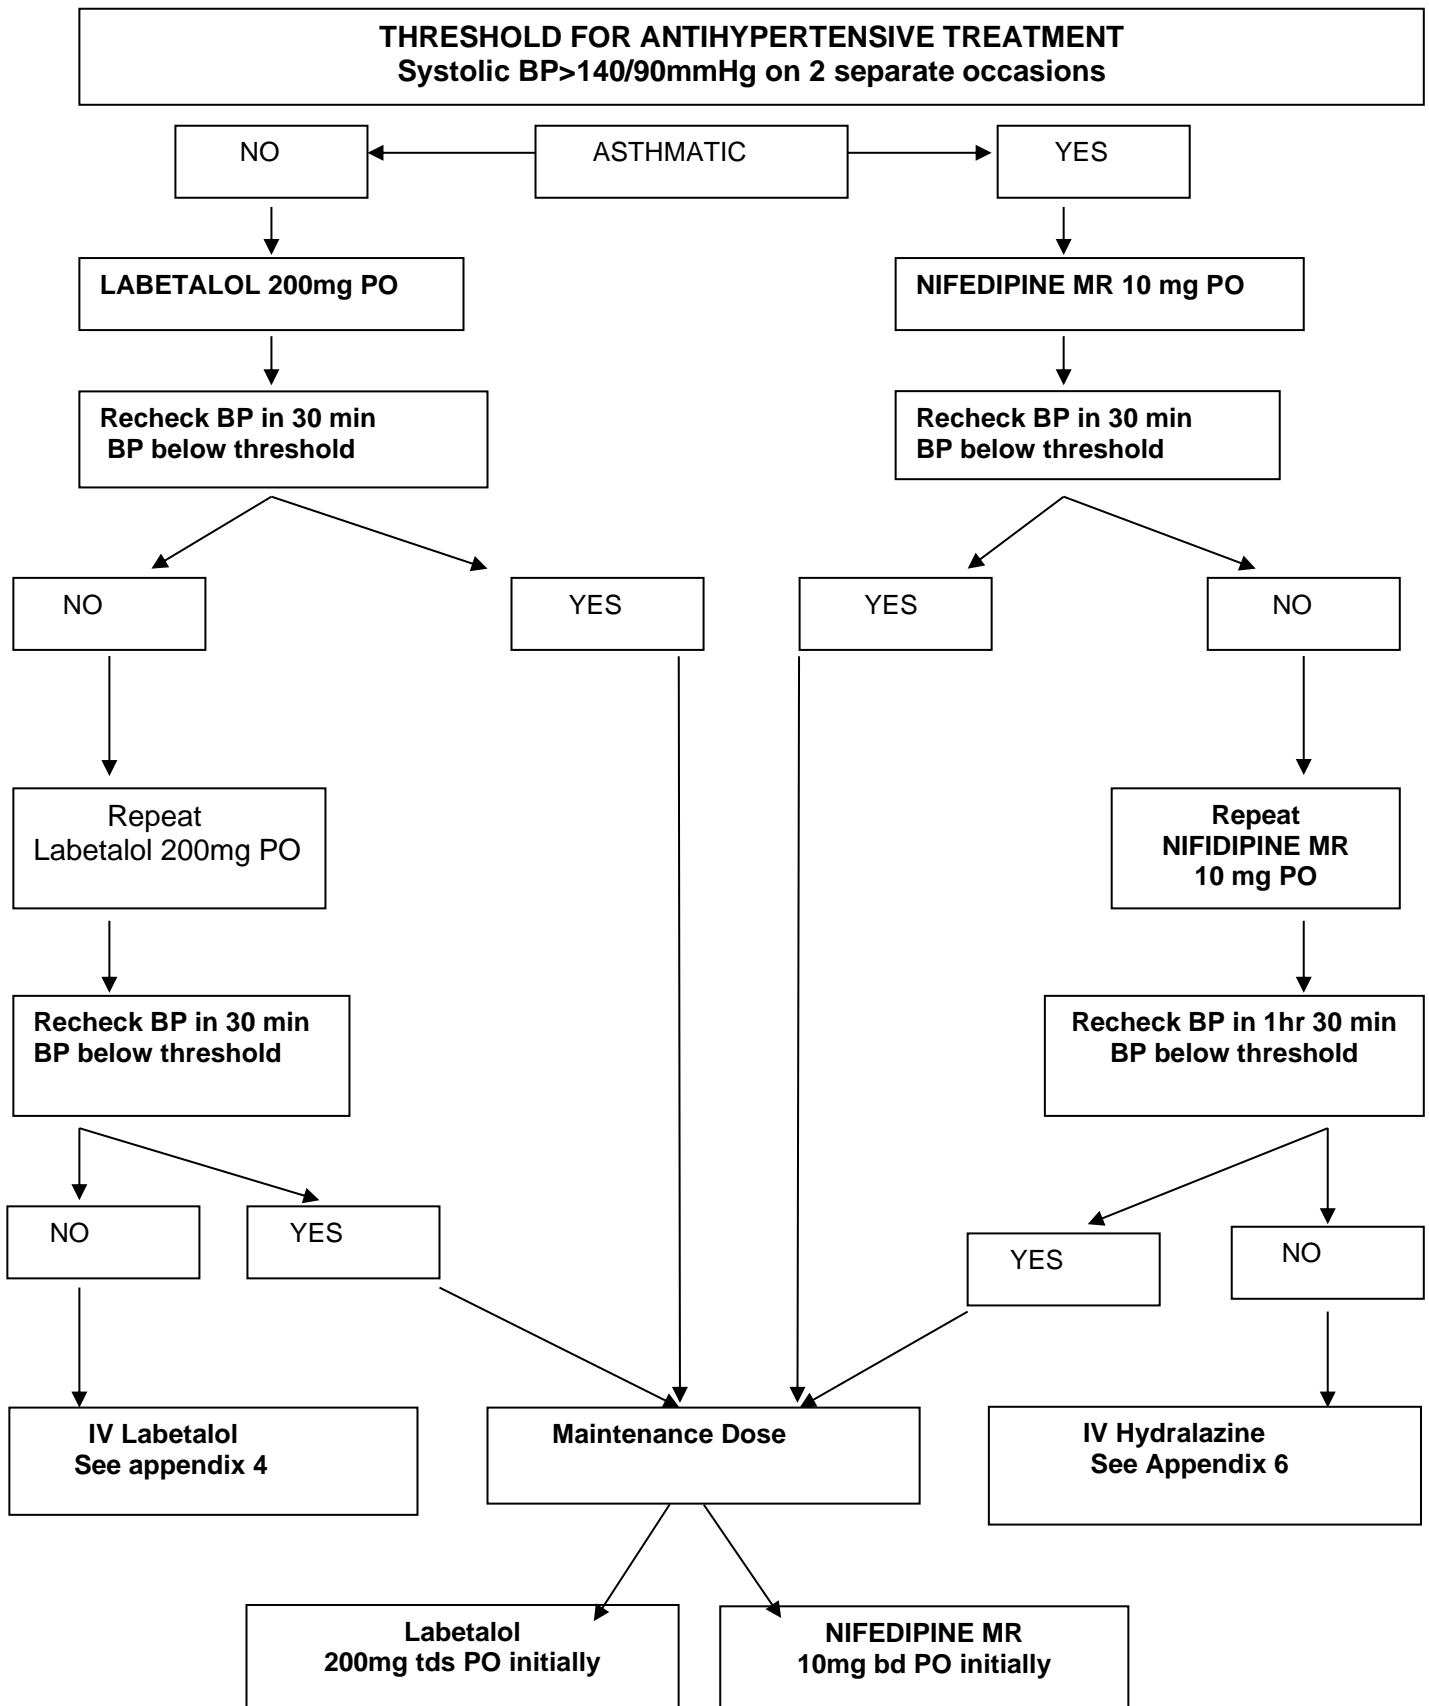 THRESHOLD FOR ANTIHYPERTENSIVE TREATMENT
Systolic BP>140/90mmHg on 2 separate occasions
NO
ASTHMATIC
YES
LABETALOL 200mg PO
NIFEDIPINE MR 10 mg PO
Recheck BP in 30 min
BP below threshold
Recheck BP in 30 min
BP below threshold
NO
YES
YES
NO
Repeat
Labetalol 200mg PO
Repeat
NIFIDIPINE MR
10 mg PO
Recheck BP in 30 min
BP below threshold
Recheck BP in 1hr 30 min
BP below threshold
NO
YES
YES
NO
IV Labetalol
See appendix 4
Maintenance Dose
IV Hydralazine
See Appendix 6
Labetalol
200mg tds PO initially
NIFEDIPINE MR
10mg bd PO initially